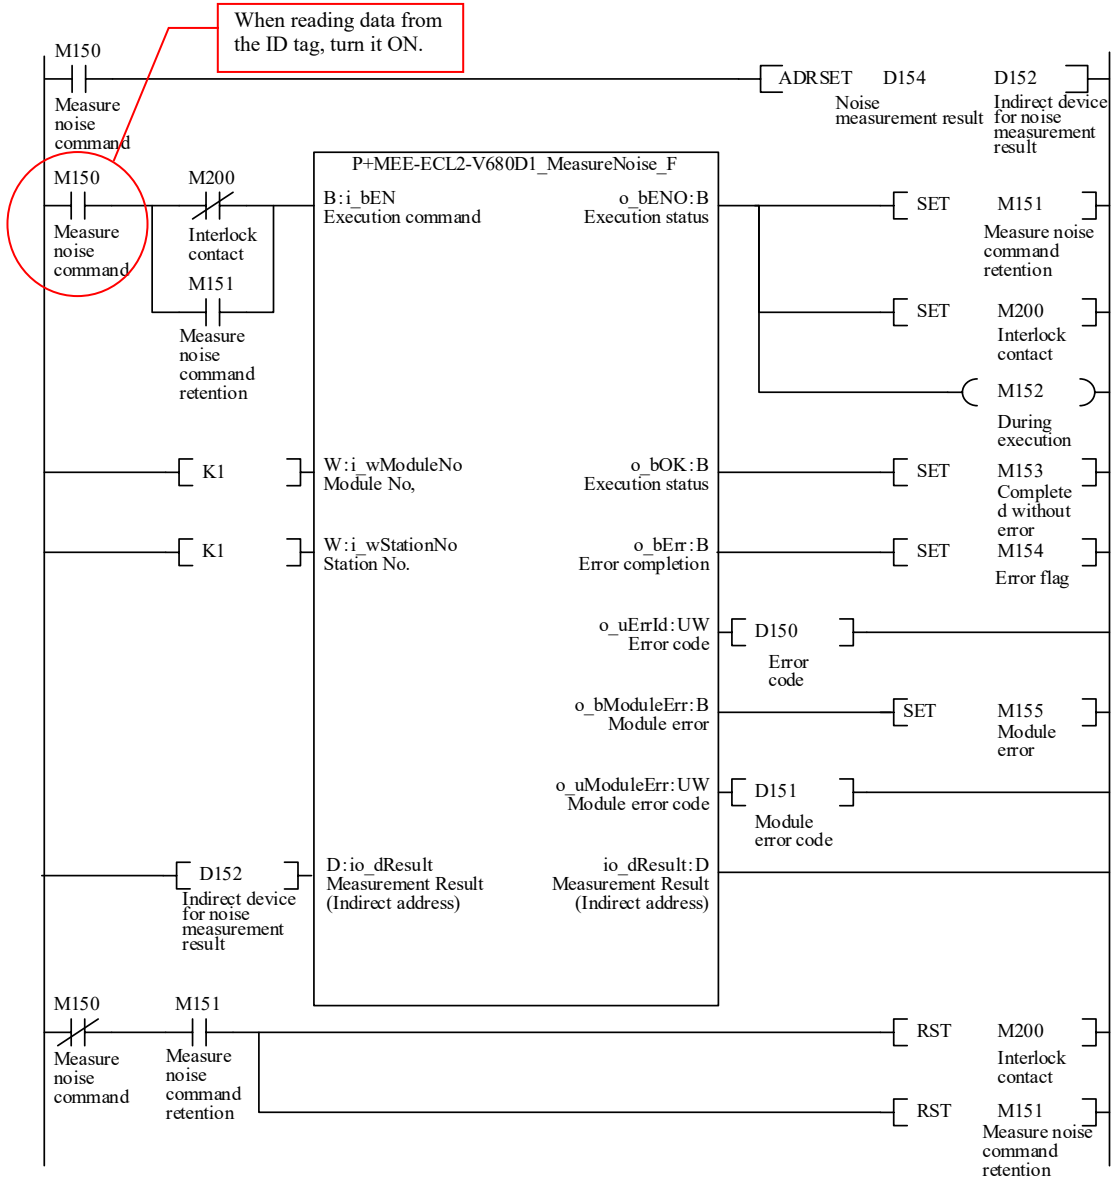 When reading data from
the ID tag, turn it ON.
M150
Measure
noise
command
ADRSET D154 D152
Noise
measurement result
Indirect device
for noise
measurement
result
M150
Measure
noise
command
M200
Interlock
contact
M151
Measure
noise
command
retention
P+MEE-ECL2-V680D1_MeasureNoise_F
B:i_bEN
Execution command
o_bENO:B
Execution status
SET M151
Measure noise
command
retention
SET M200
Interlock
contact
M152
During
execution
K1
W:i_wModuleNo
Module No,
o_bOK:B
Execution status
SET M153
Complete
d without
error
K1
W:i_wStationNo
Station No.
o_bErr:B
Error completion
SET M154
Error flag
o_uErrId:UW
Error code
D150
Error
code
o_bModuleErr:B
Module error
SET M155
Module
error
o_uModuleErr:UW
Module error code
D151
Module
error code
D152
Indirect device
for noise
measurement
result
D:io_dResult
Measurement Result
(Indirect address)
io_dResult:D
Measurement Result
(Indirect address)
M150
Measure
noise
command
M151
Measure
noise
command
retention
RST M200
Interlock
contact
RST M151
Measure noise
command
retention